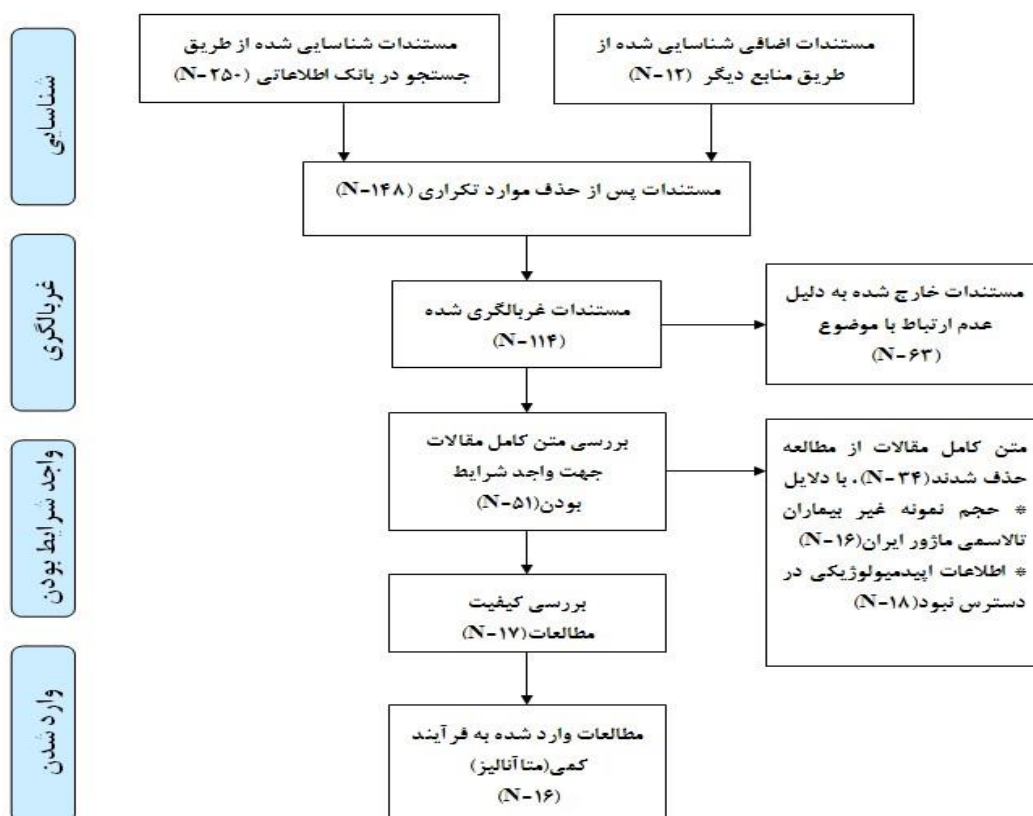 شناسایی
مستندات اضافی شناسایی شده از
طریق منابع دیگر (N-۱۲)
مستندات شناسایی شده از طریق
جستجو در بانک اطلاعاتی (N-۲۵۰)
مستندات پس از حذف موارد تکراری (N-۱۴۸)
غربالگری
مستندات غربالگری شده
(N-۱۱۴)
مستندات خارج شده به دلیل
عدم ارتباط با موضوع
(N-۶۳)
واجد شرایط بودن
بررسی متن کامل مقالات
جهت واجد شرایط
بودن(N-۵۱)
متن کامل مقالات از مطالعه
حذف شدند(N-۳۴). با دلایل
* حجم نمونه غیر بیماران
تالاسمی ماژور ایران(N-۱۶)
* اطلاعات اپیدمیولوژیکی در
دسترس نبود(N-۱۸)
بررسی کیفیت
مطالعات(N-۱۷)
وارد شدن
مطالعات وارد شده به فرآیند
کمی(متاآنالیز)
(N-۱۶)